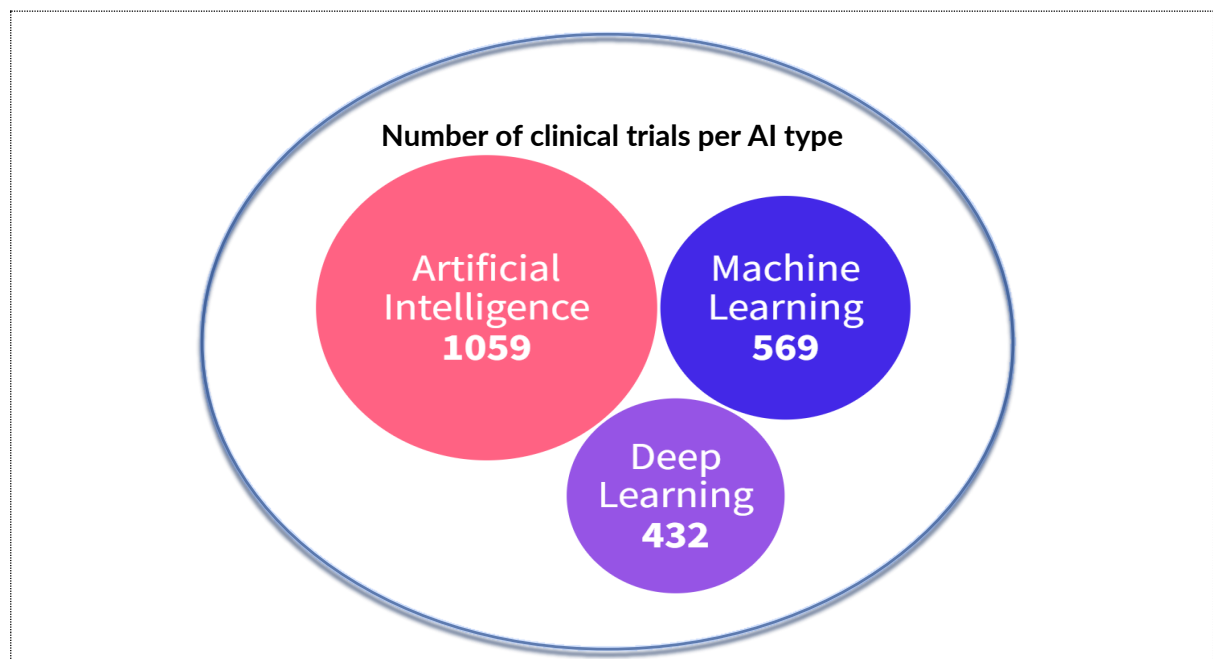 Number of clinical trials per AI type
Artificial
Intelligence
1059
Machine
Learning
569
Deep
Learning
432